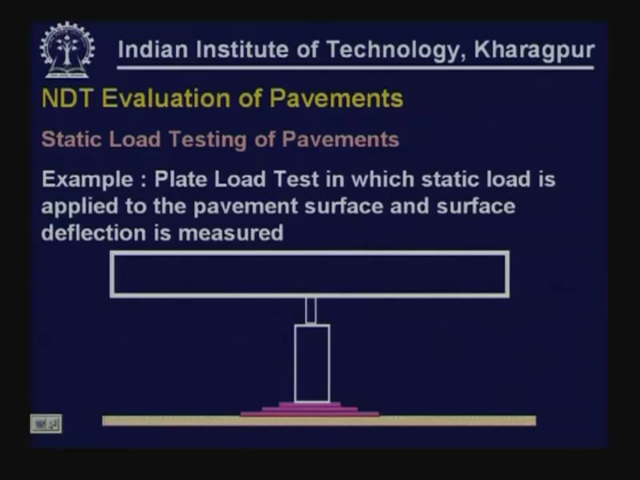 Indian Institute of Technology, Kharagpur
NDT Evaluation of Pavements
Static Load Testing of Pavements
Example : Plate Load Test in which static load is
applied to the pavement surface and surface
deflection is measured